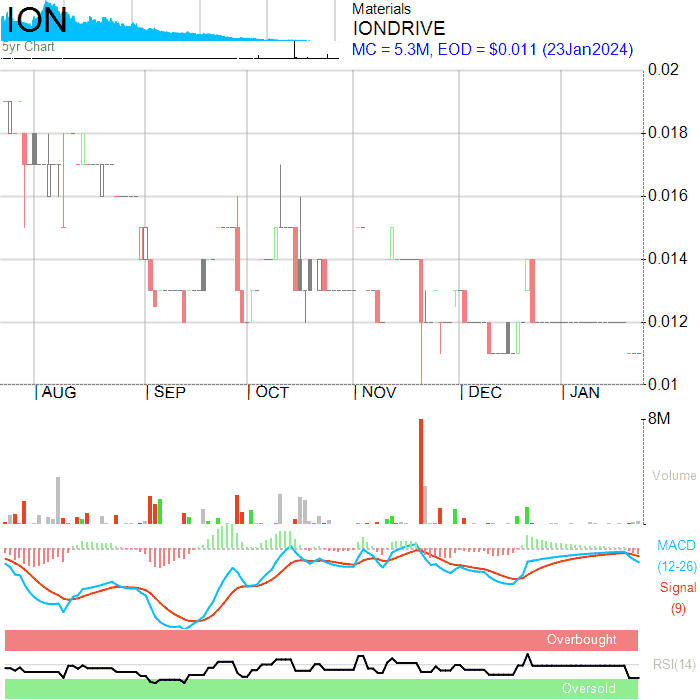 ION
5yr Chart
Materials
IONDRIVE
MC = 5.3M, EOD = $0.011 (23Jan2024)
0.02
0.018
0.016
0.014
0.012
0.01
AUG
SEP
OCT
NOV
DEC
JAN
8M
Volume
MACD
(12-26)
Signal
(9)
Overbought
RSI(14)
Oversold